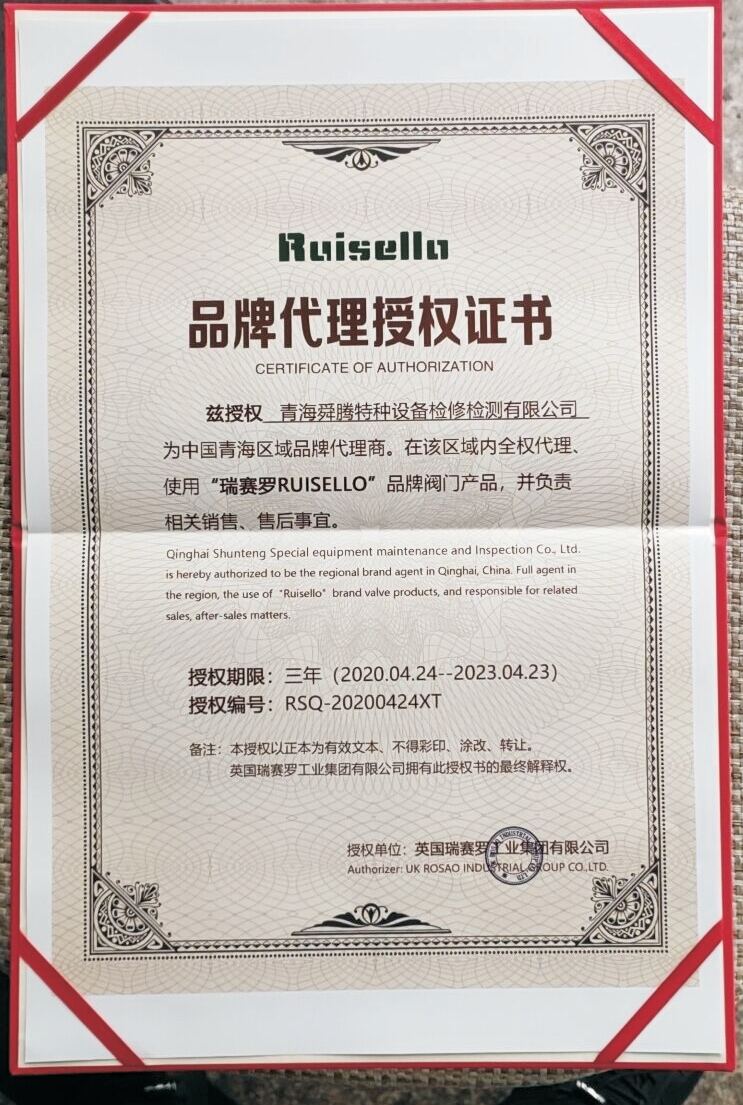 Ruisello
品牌代理授权证书
CERTIFICATE OF AUTHORIZATION
兹授权 青海舜腾特种设备检修检测有限公司
为中国青海区域品牌代理商。在该区域内全权代理、
使用“瑞赛罗RUISELLO”品牌阀门产品，并负责
相关销售、售后事宜。
Qinghai Shunteng Special equipment maintenance and Inspection Co., Ltd.
is hereby authorized to be the regional brand agent in Qinghai, China. Full agent in
the region, the use of "Ruisello" brand valve products, and responsible for related
sales, after-sales matters.
授权期限：三年（2020.04.24--2023.04.23）
授权编号：RSQ-20200424XT
备注：本授权以正本为有效文本、不得彩印、涂改、转让。
英国瑞赛罗工业集团有限公司拥有此授权书的最终解释权。
授权单位：英国瑞赛罗工业集团有限公司
Authorizer: UK ROSAO INDUSTRIAL GROUP CO.,LTD.